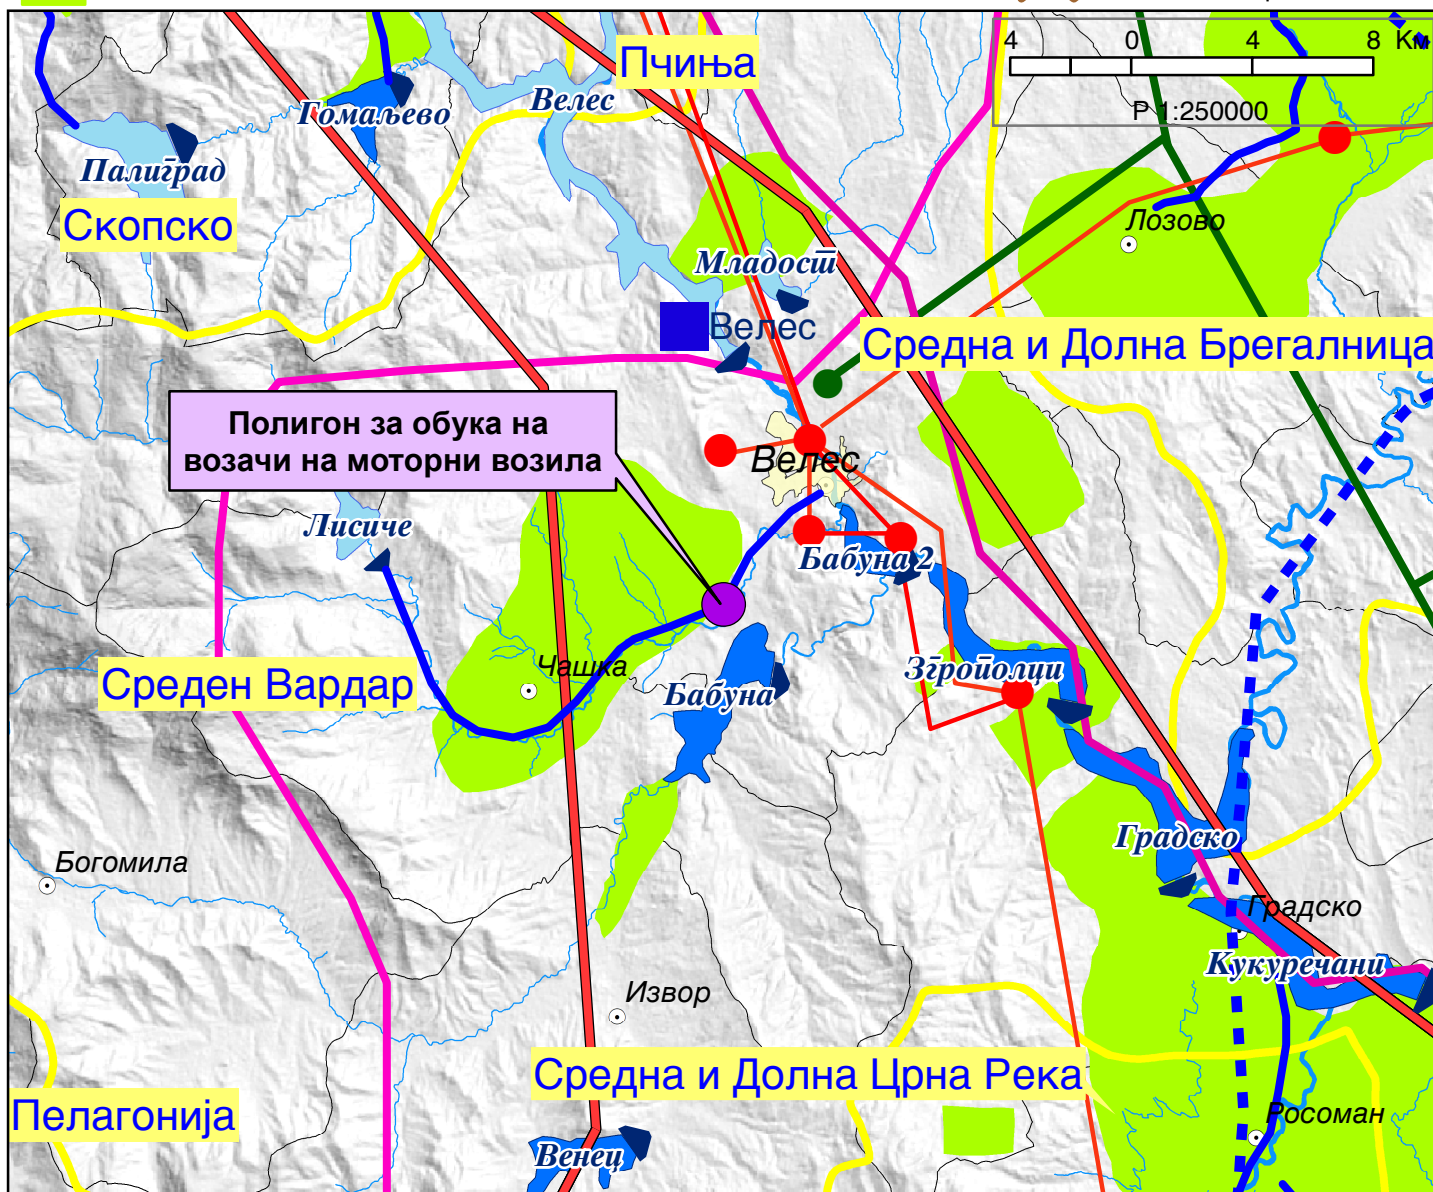 4 0 4 8 Км
Р 1:250000
Пчиња
Велес
Гомаљево
Палиѓрад
Скопско
Лозово
Младост
Велес
Средна и Долна Брегалница
Полигон за обука на
возачи на моторни возила
Велес
Лисиче
Бабуна 2
Згрополци
Чашка
Бабуна
Среден Вардар
Градско
Богомила
Градско
Кукуречани
Извор
Средна и Долна Црна Река
Пелагонија
Росоман
Венец